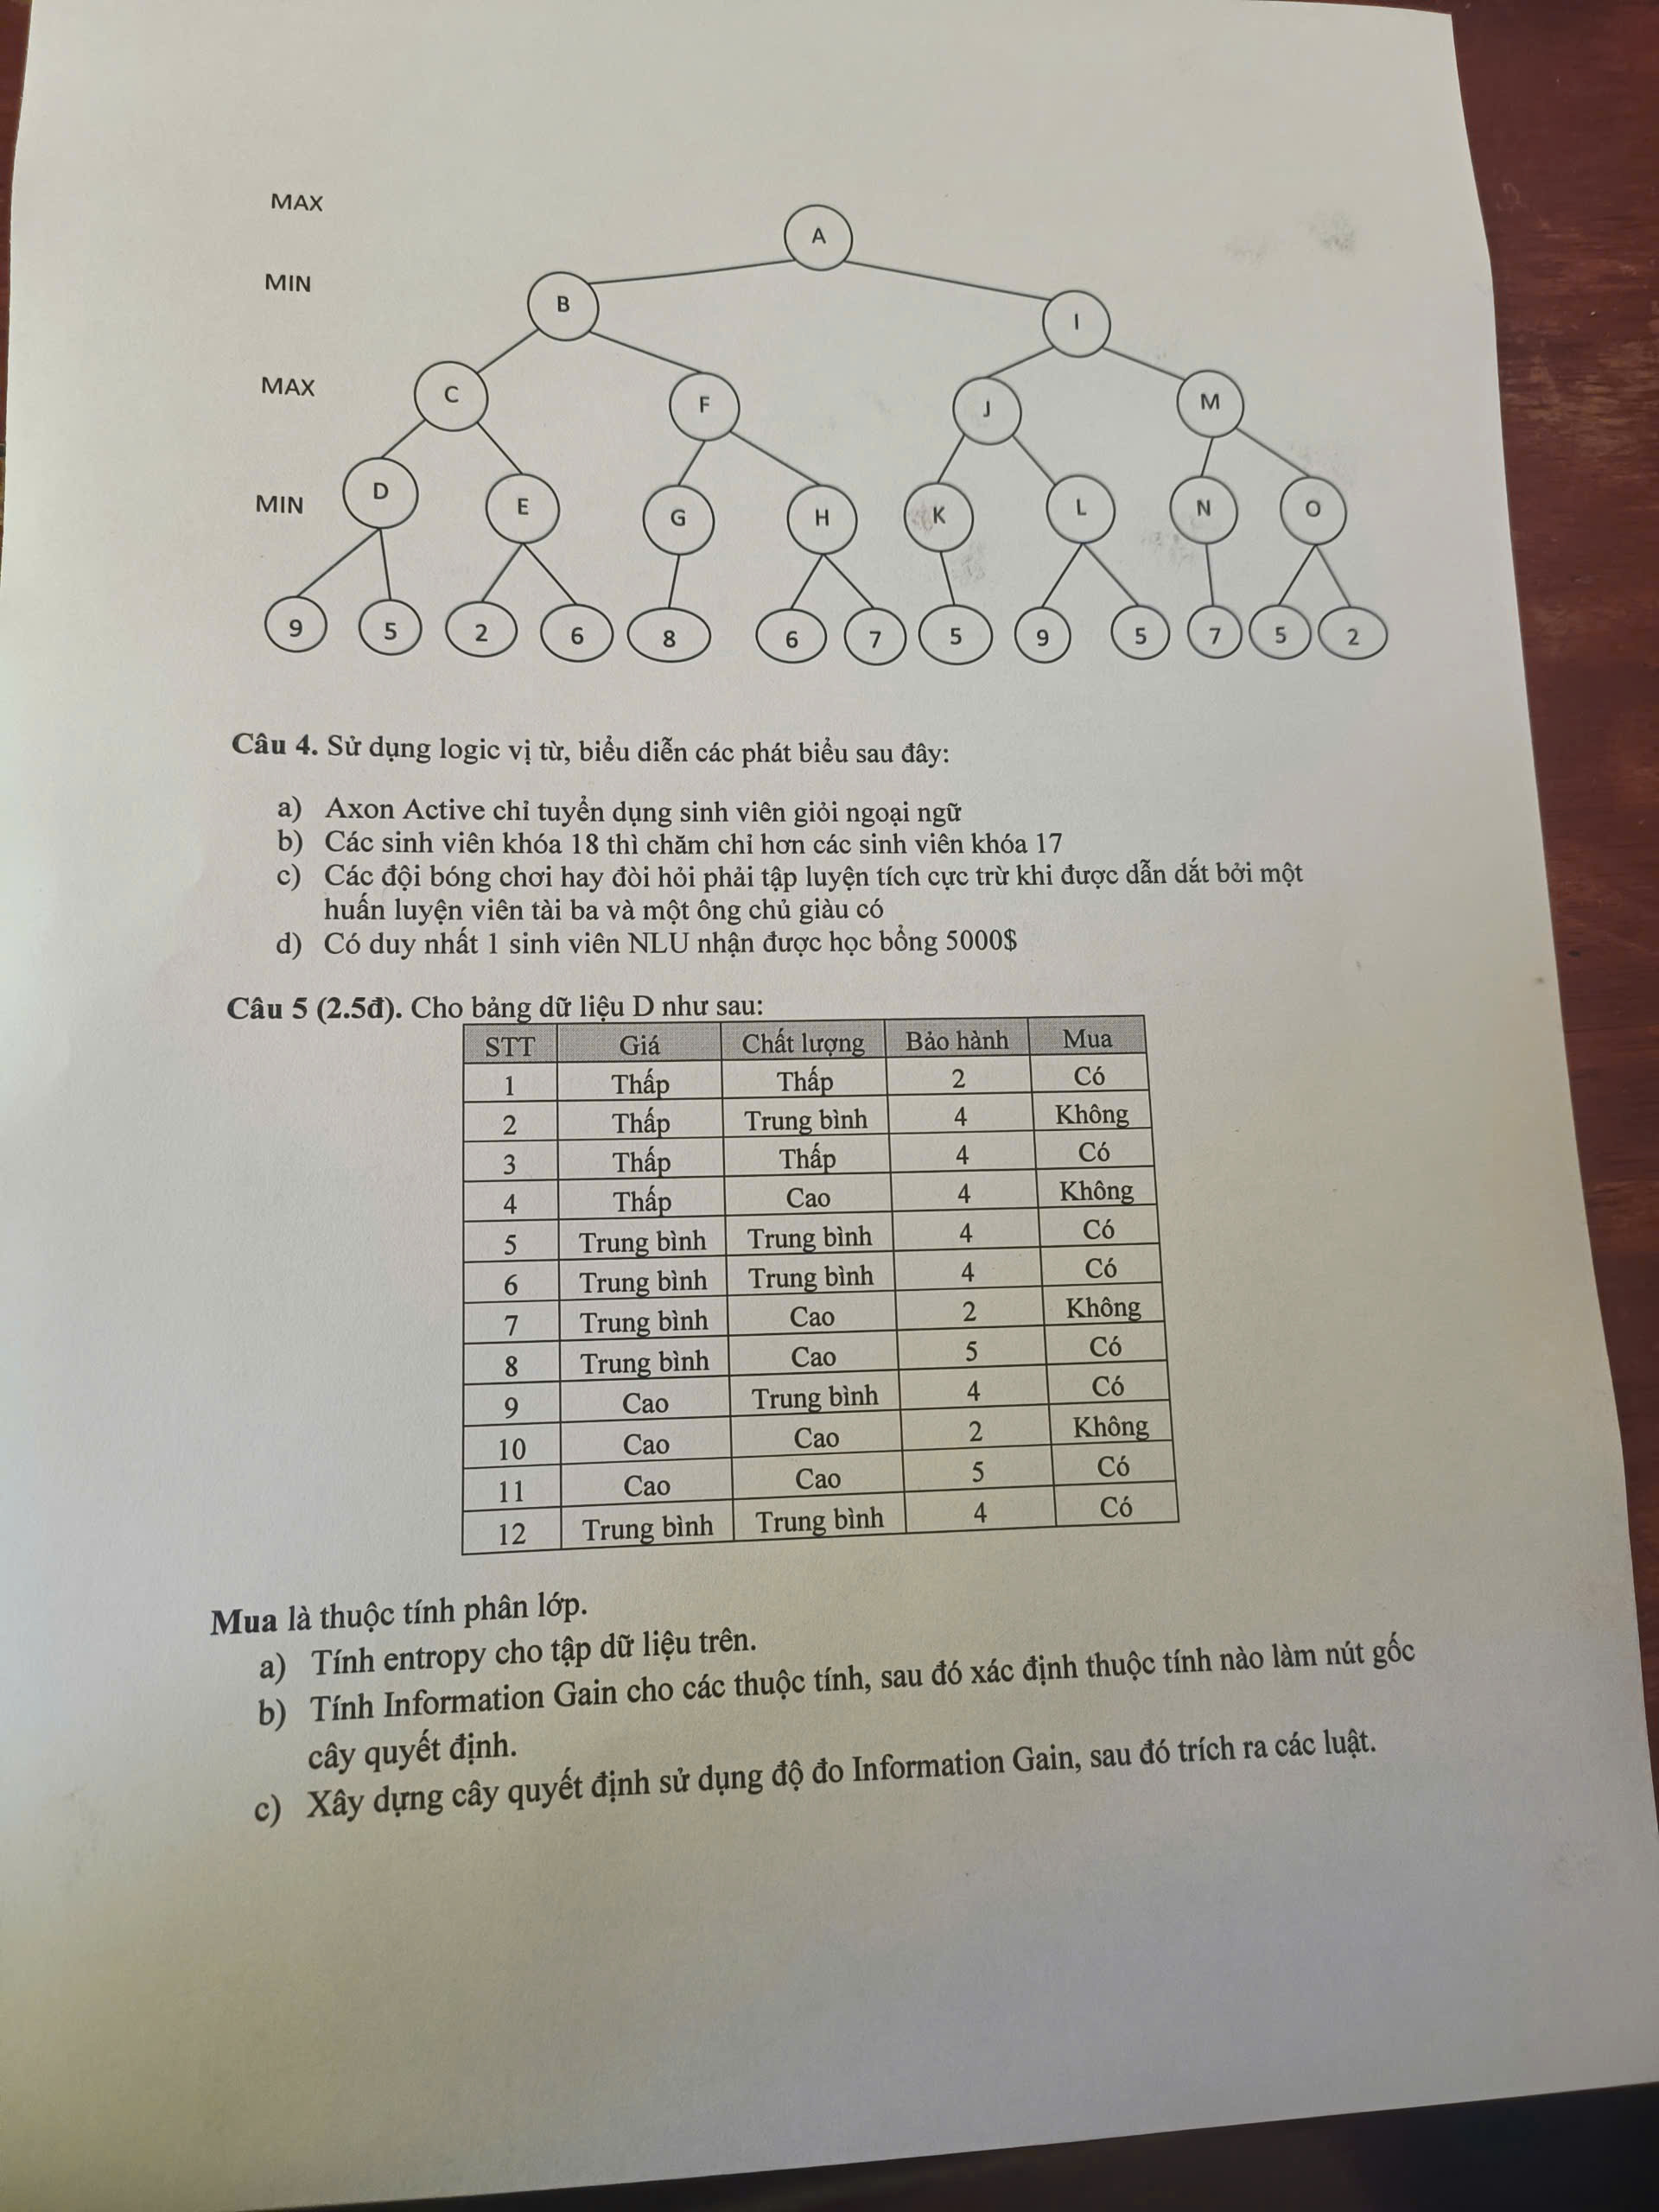 MAX
A
MIN
B
I
MAX
C
F
J
M
MIN
D
E
G
H
K
L
N
O
9 5 2 6 8 6 7 5 9 5 7 5 2
Câu 4. Sử dụng logic vị từ, biểu diễn các phát biểu sau đây:
a) Axon Active chỉ tuyển dụng sinh viên giỏi ngoại ngữ
b) Các sinh viên khóa 18 thì chăm chỉ hơn các sinh viên khóa 17
c) Các đội bóng chơi hay đòi hỏi phải tập luyện tích cực trừ khi được dẫn dắt bởi một
huấn luyện viên tài ba và một ông chủ giàu có
d) Có duy nhất 1 sinh viên NLU nhận được học bổng 5000$
Câu 5 (2.5đ). Cho bảng dữ liệu D như sau:
STT Giá Chất lượng Bảo hành Mua
1 Thấp Thấp 2 Có
2 Thấp Trung bình 4 Không
3 Thấp Thấp 4 Có
4 Thấp Cao 4 Không
5 Trung bình Trung bình 4 Có
6 Trung bình Trung bình 4 Có
7 Trung bình Cao 2 Không
8 Trung bình Cao 5 Có
9 Cao Trung bình 4 Có
10 Cao Cao 2 Không
11 Cao Cao 5 Có
12 Trung bình Trung bình 4 Có
Mua là thuộc tính phân lớp.
a) Tính entropy cho tập dữ liệu trên.
b) Tính Information Gain cho các thuộc tính, sau đó xác định thuộc tính nào làm nút gốc
cây quyết định.
c) Xây dựng cây quyết định sử dụng độ đo Information Gain, sau đó trích ra các luật.